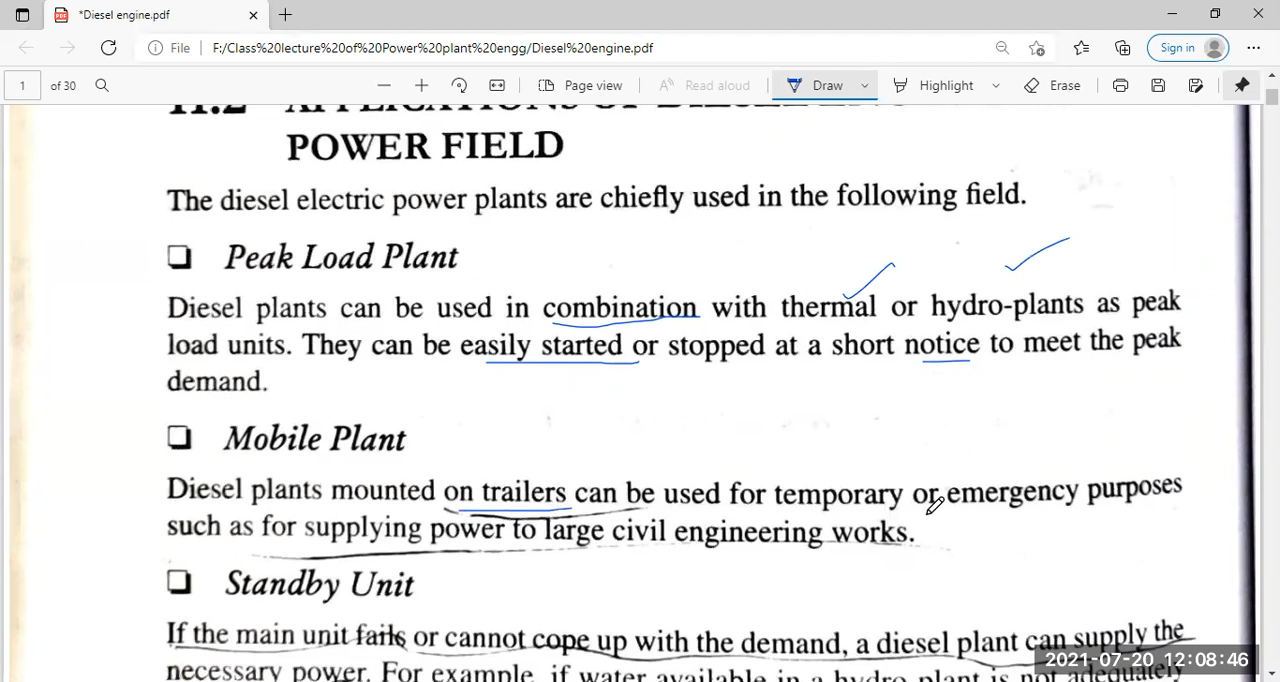 *Diesel engine.pdf
File F:/Class%20lecture%20of%20Power%20plant%20engg/Diesel%20engine.pdf Sign in
1 of 30 Page view Read aloud Draw Highlight Erase
11.2 APPLICATIONS OF DIESEL
POWER FIELD
The diesel electric power plants are chiefly used in the following field.
Peak Load Plant
Diesel plants can be used in combination with thermal or hydro-plants as peak
load units. They can be easily started or stopped at a short notice to meet the peak
demand.
Mobile Plant
Diesel plants mounted on trailers can be used for temporary or emergency purposes
such as for supplying power to large civil engineering works.
Standby Unit
If the main unit fails or cannot cope up with the demand, a diesel plant can supply the
necessary power. For example, if water available in a hydro plant is not adequately
2021-07-20 12:08:46